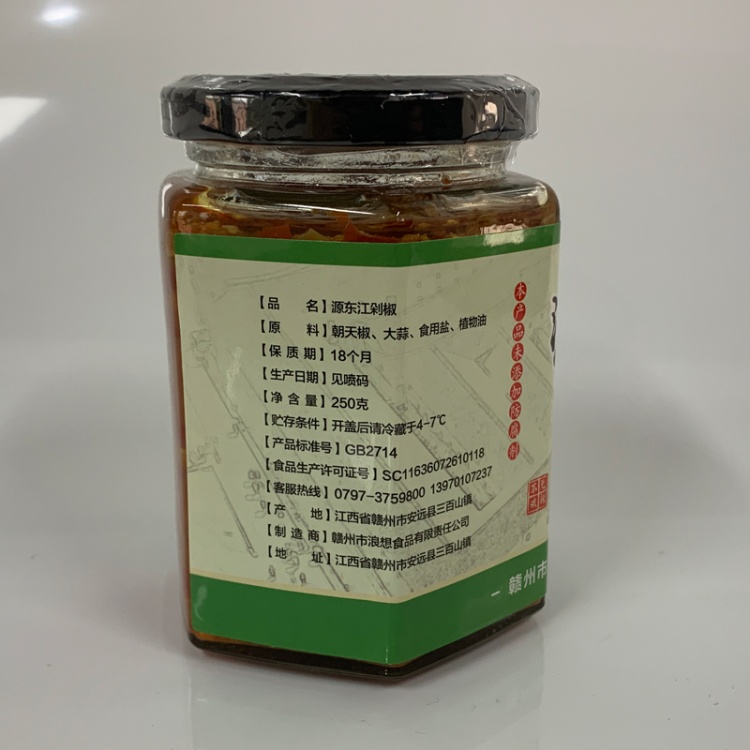 【品名】源东江剁椒
【原料】朝天椒、大蒜、食用盐、植物油
【保质期】18个月
【生产日期】见喷码
【净含量】250克
【贮存条件】开盖后请冷藏于4-7℃
【产品标准号】GB2714
【食品生产许可证号】SC11636072610118
【客服热线】0797-3759800 13970107237
【产地】江西省赣州市安远县三百山镇
【制造商】赣州市浪想食品有限责任公司
【地址】江西省赣州市安远县三百山镇
本产品未添加防腐剂
赣州市